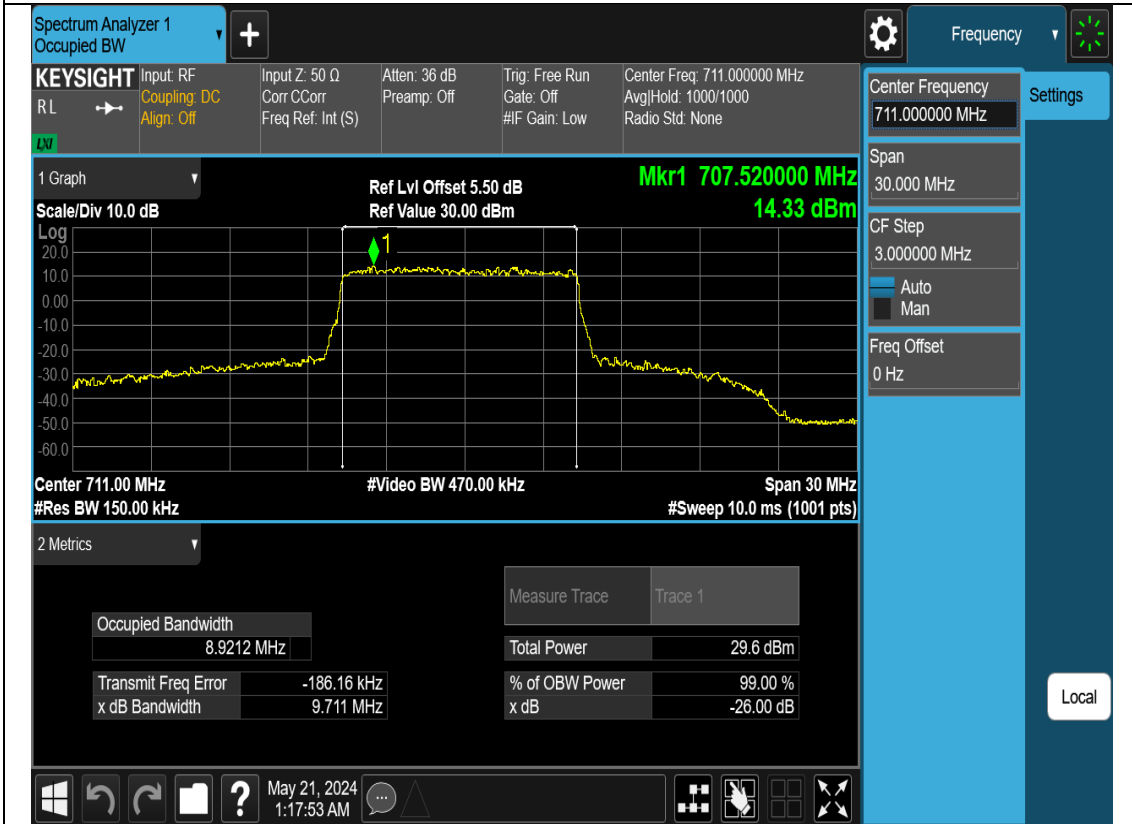 Spectrum Analyzer 1
Occupied BW
Frequency
KEYSIGHT
RL
LXI
Input: RF
Coupling: DC
Align: Off
Input Z: 50 Ω
Corr CCorr
Freq Ref: Int (S)
Atten: 36 dB
Preamp: Off
Trig: Free Run
Gate: Off
#IF Gain: Low
Center Freq: 711.000000 MHz
Avg|Hold: 1000/1000
Radio Std: None
Center Frequency
711.000000 MHz
Settings
Span
30.000 MHz
CF Step
3.000000 MHz
Auto
Man
Freq Offset
0 Hz
Local
1 Graph
Scale/Div 10.0 dB
Ref Lvl Offset 5.50 dB
Ref Value 30.00 dBm
Mkr1 707.520000 MHz
14.33 dBm
Log
1
20.0
10.0
0.00
-10.0
-20.0
-30.0
-40.0
-50.0
-60.0
Center 711.00 MHz
#Video BW 470.00 kHz
Span 30 MHz
#Res BW 150.00 kHz
#Sweep 10.0 ms (1001 pts)
2 Metrics
Measure Trace Trace 1
Occupied Bandwidth
8.9212 MHz
Total Power 29.6 dBm
Transmit Freq Error -186.16 kHz
% of OBW Power 99.00 %
x dB Bandwidth 9.711 MHz
x dB -26.00 dB
?
May 21, 2024
1:17:53 AM